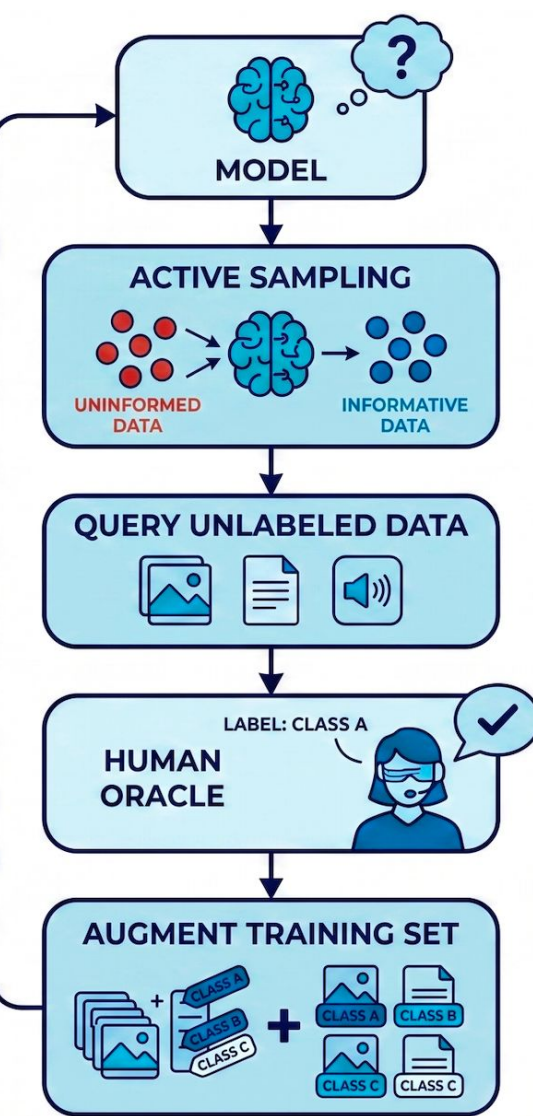 ?
MODEL
ACTIVE SAMPLING
UNINFORMED
DATA
INFORMATIVE
DATA
QUERY UNLABELED DATA
LABEL: CLASS A
HUMAN
ORACLE
AUGMENT TRAINING SET
+
CLASS A
CLASS B
CLASS C
+
CLASS A
CLASS B
CLASS C
CLASS C